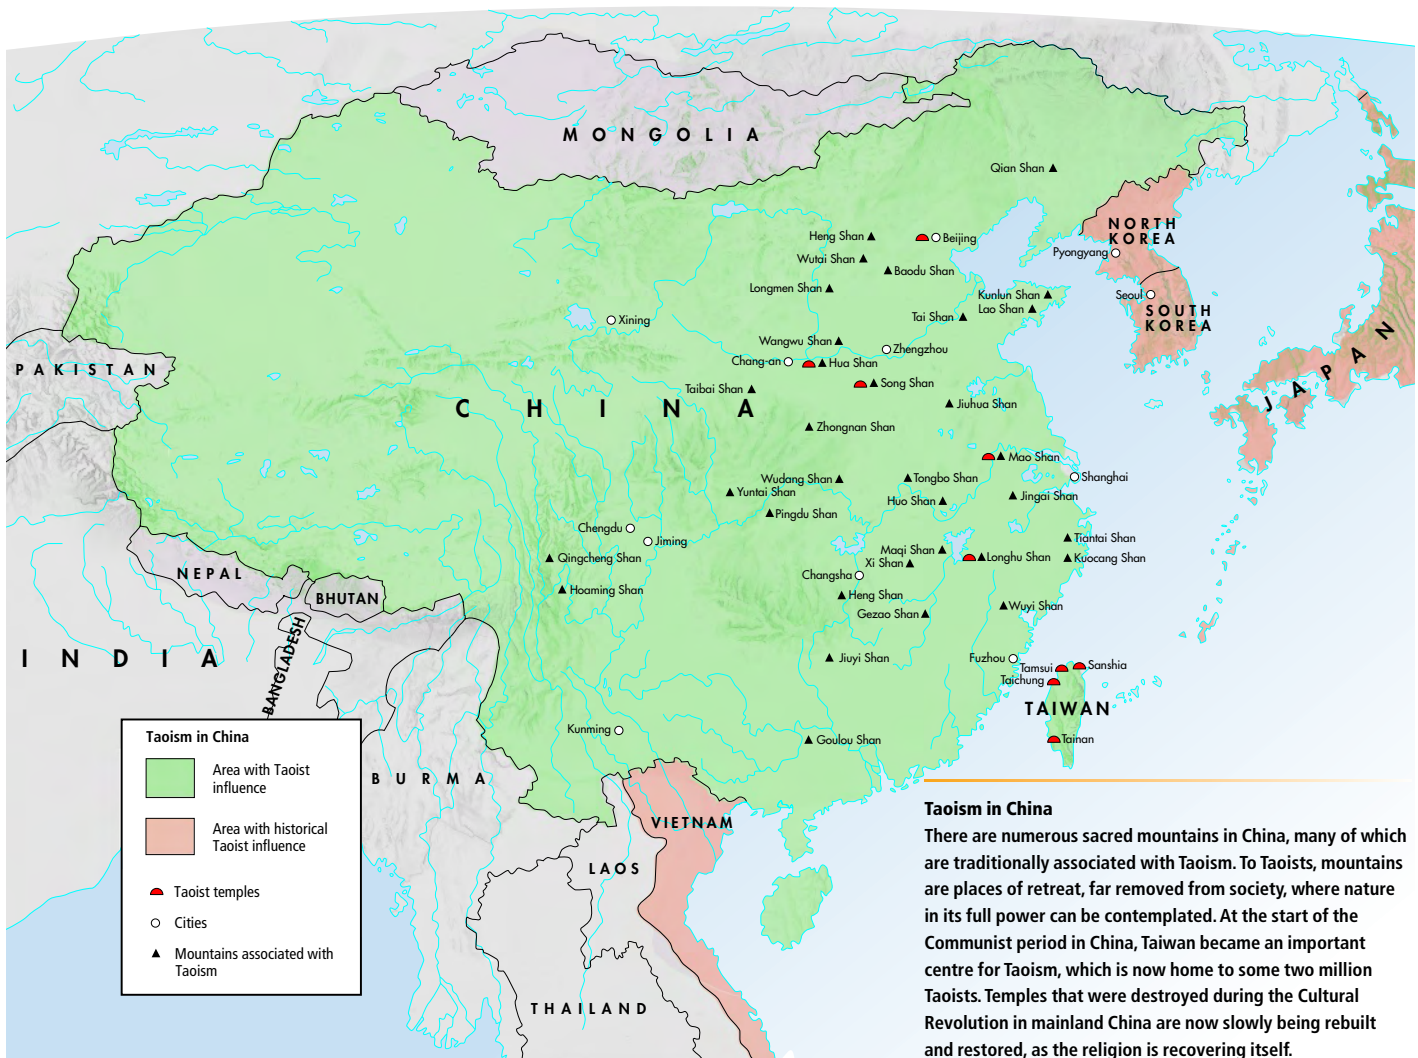 MONGOLIA
Qian Shan
NORTH
KOREA
Pyongyang
Heng Shan
Beijing
Wutai Shan
Baodu Shan
Longmen Shan
Kunlun Shan
Lao Shan
Seoul
SOUTH
KOREA
Tai Shan
Xining
JAPAN
Wangwu Shan
Zhengzhou
Chang-an
Hua Shan
PAKISTAN
Taibai Shan
Song Shan
CHINA
Jiuhua Shan
Zhongnan Shan
Mao Shan
Shanghai
Wudang Shan
Tongbo Shan
Yuntai Shan
Huo Shan
Jingai Shan
Pingdu Shan
Chengdu
Jiming
Tiantai Shan
Maqi Shan
Longhu Shan
Kuocang Shan
Qingcheng Shan
Xi Shan
NEPAL
Changsha
Hoaming Shan
Heng Shan
BHUTAN
Wuyi Shan
Gezao Shan
INDIA
BANGLADESH
Jiuyi Shan
Fuzhou
Tamsui
Sanshia
Taichung
TAIWAN
Kunming
Goulou Shan
Tainan
BURMA
VIETNAM
LAOS
THAILAND
Taoism in China
Area with Taoist
influence
Area with historical
Taoist influence
Taoist temples
Cities
Mountains associated with
Taoism
Taoism in China
There are numerous sacred mountains in China, many of which
are traditionally associated with Taoism. To Taoists, mountains
are places of retreat, far removed from society, where nature
in its full power can be contemplated. At the start of the
Communist period in China, Taiwan became an important
centre for Taoism, which is now home to some two million
Taoists. Temples that were destroyed during the Cultural
Revolution in mainland China are now slowly being rebuilt
and restored, as the religion is recovering itself.